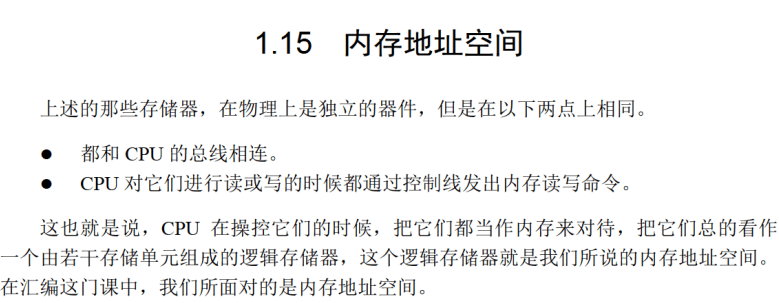 1.15 内存地址空间
上述的那些存储器，在物理上是独立的器件，但是在以下两点上相同。
● 都和 CPU 的总线相连。
● CPU 对它们进行读或写的时候都通过控制线发出内存读写命令。
这也就是说，CPU 在操控它们的时候，把它们都当作内存来对待，把它们总的看作
一个由若干存储单元组成的逻辑存储器，这个逻辑存储器就是我们所说的内存地址空间。
在汇编这门课中，我们所面对的是内存地址空间。